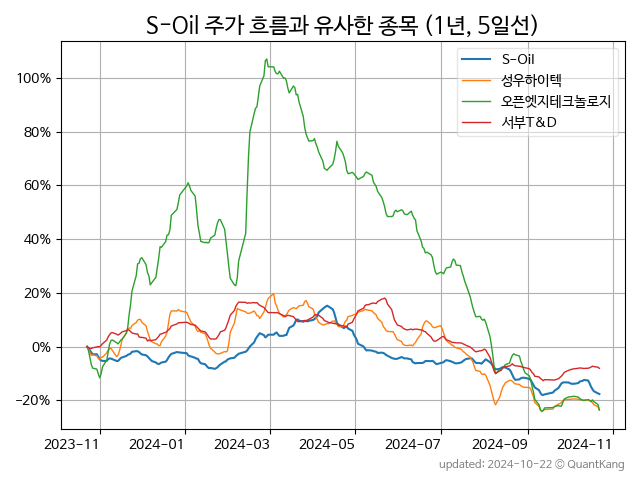 S-Oil 주가 흐름과 유사한 종목 (1년, 5일선)
S-Oil
성우하이텍
오픈엣지테크놀로지
서부T&D
100%
80%
60%
40%
20%
0%
−20%
2023-11 2024-01 2024-03 2024-05 2024-07 2024-09 2024-11
updated: 2024-10-22 © QuantKang